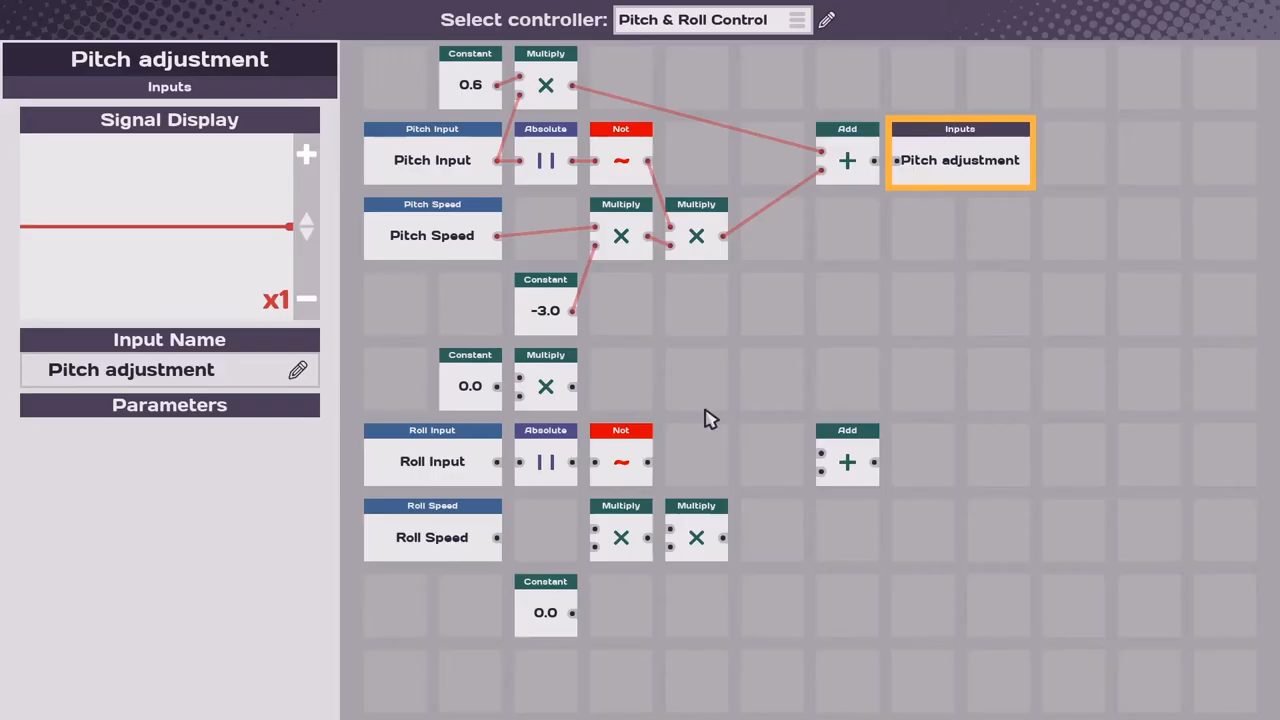 Select controller: Pitch & Roll Control
Pitch adjustment
Inputs
Signal Display
x1
Input Name
Pitch adjustment
Parameters
Constant Multiply
0.6 ×
Pitch Input Absolute Not Add Inputs
Pitch Input | | ~ + Pitch adjustment
Pitch Speed Multiply Multiply
Pitch Speed × ×
Constant
-3.0
Constant Multiply
0.0 ×
Roll Input Absolute Not Add
Roll Input | | ~ +
Roll Speed Multiply Multiply
Roll Speed × ×
Constant
0.0